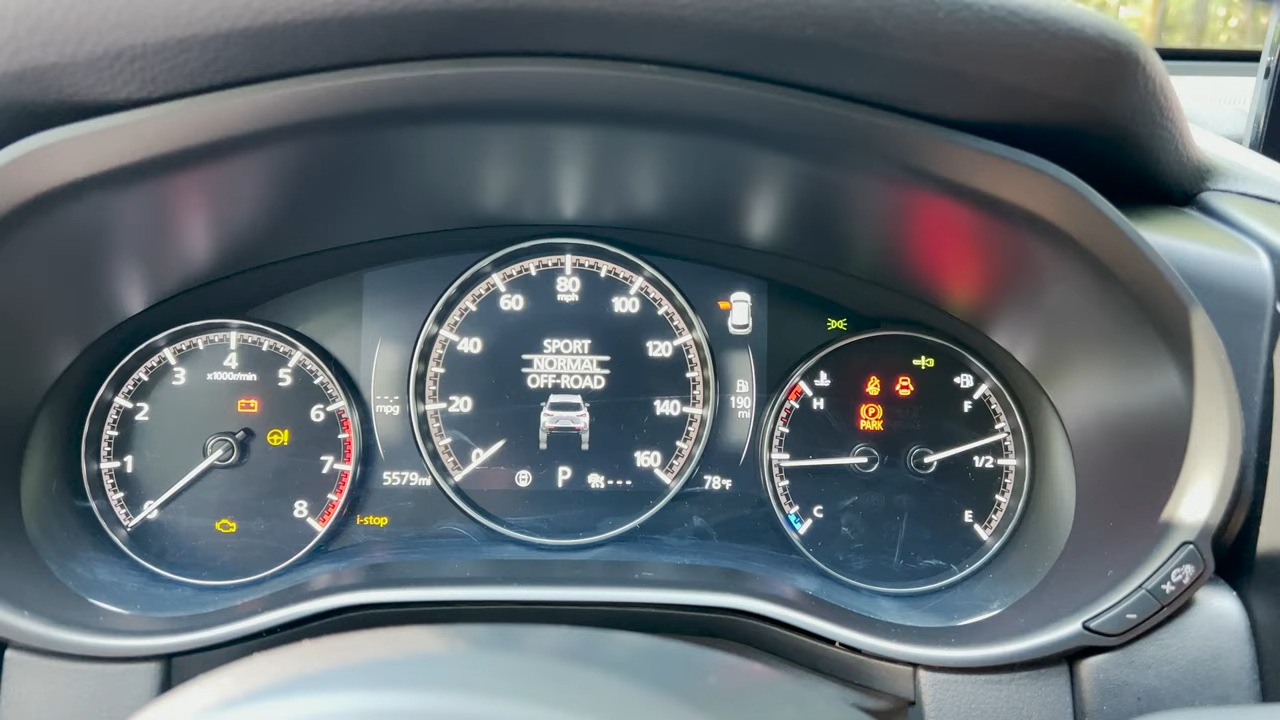 4
3
5
x1000r/min
2
6
1
7
0
8
i-stop
--.-
mpg
5579mi
80
mph
60
100
40
120
20
140
0
160
SPORT
NORMAL
OFF-ROAD
P
---
190
mi
78°F
H
C
PARK
F
1/2
E